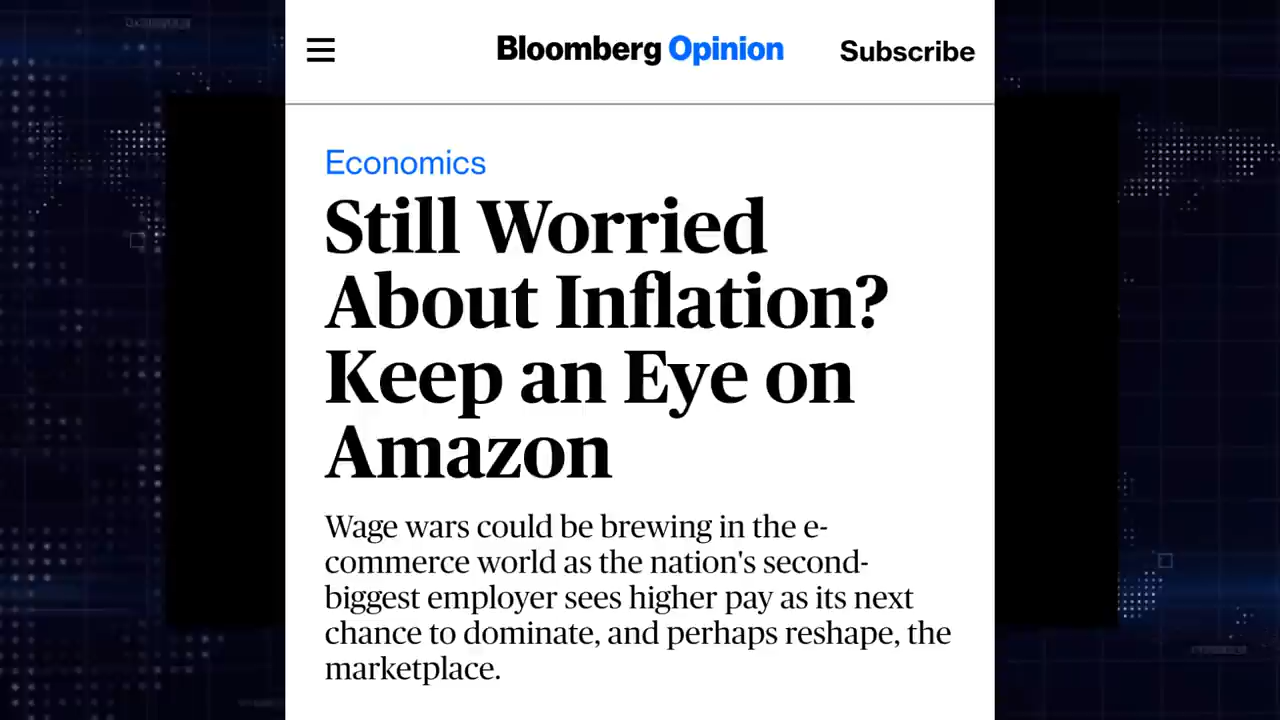 Bloomberg Opinion
Subscribe
Economics
Still Worried
About Inflation?
Keep an Eye on
Amazon
Wage wars could be brewing in the e-
commerce world as the nation's second-
biggest employer sees higher pay as its next
chance to dominate, and perhaps reshape, the
marketplace.